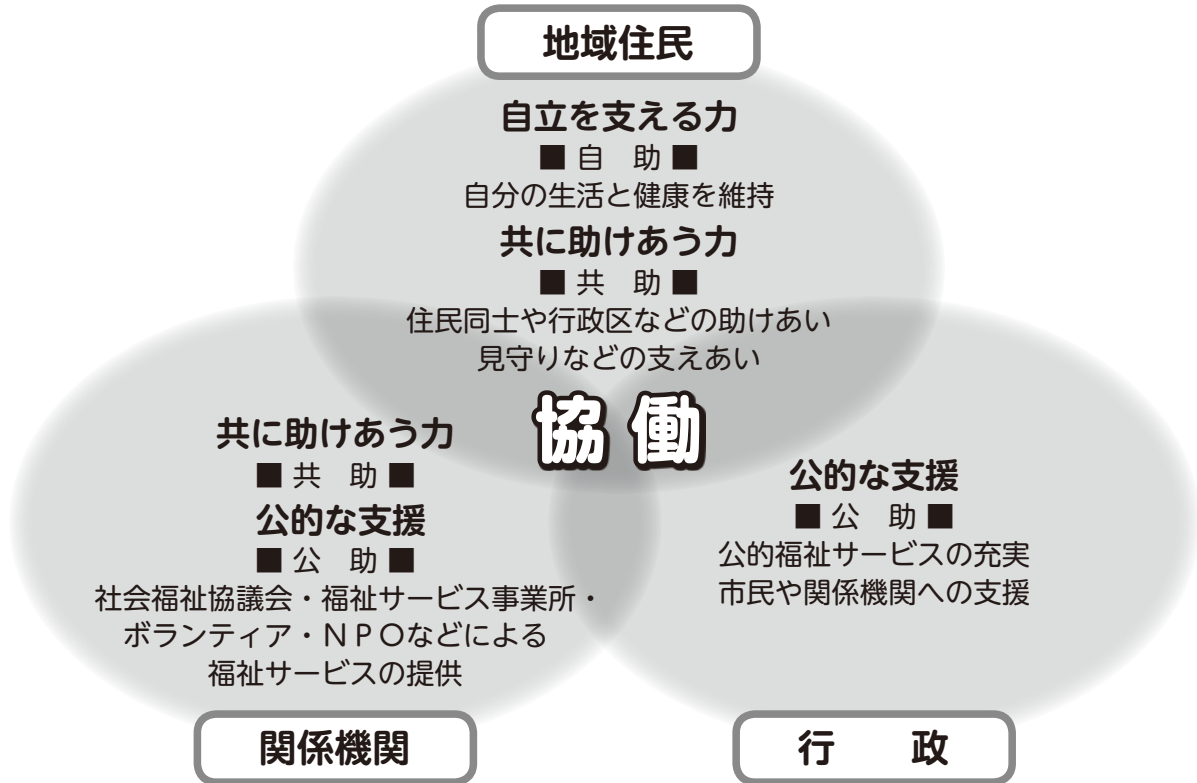 地域住民
自立を支える力
■ 自　助 ■
自分の生活と健康を維持
共に助けあう力
■ 共　助 ■
住民同士や行政区などの助けあい
見守りなどの支えあい
協働
共に助けあう力
■ 共　助 ■
公的な支援
■ 公　助 ■
社会福祉協議会・福祉サービス事業所・
ボランティア・ＮＰＯなどによる
福祉サービスの提供
公的な支援
■ 公　助 ■
公的福祉サービスの充実
市民や関係機関への支援
関係機関
行　政